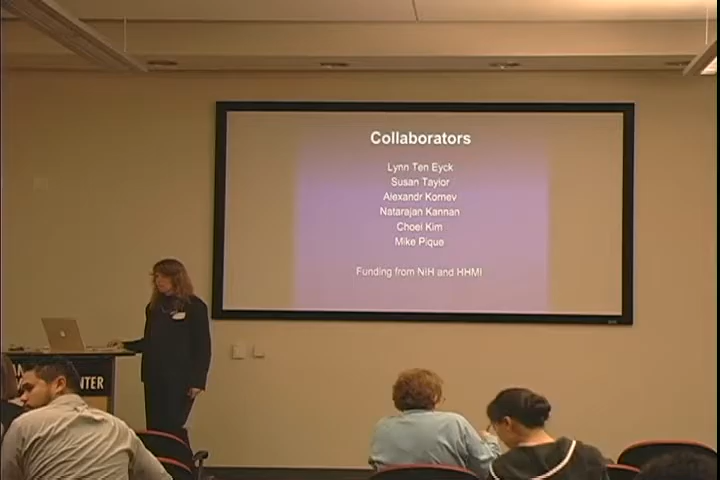 Collaborators
Lynn Ten Eyck
Susan Taylor
Alexandr Kornev
Natarajan Kannan
Choel Kim
Mike Pique
Funding from NIH and HHMI
NTER